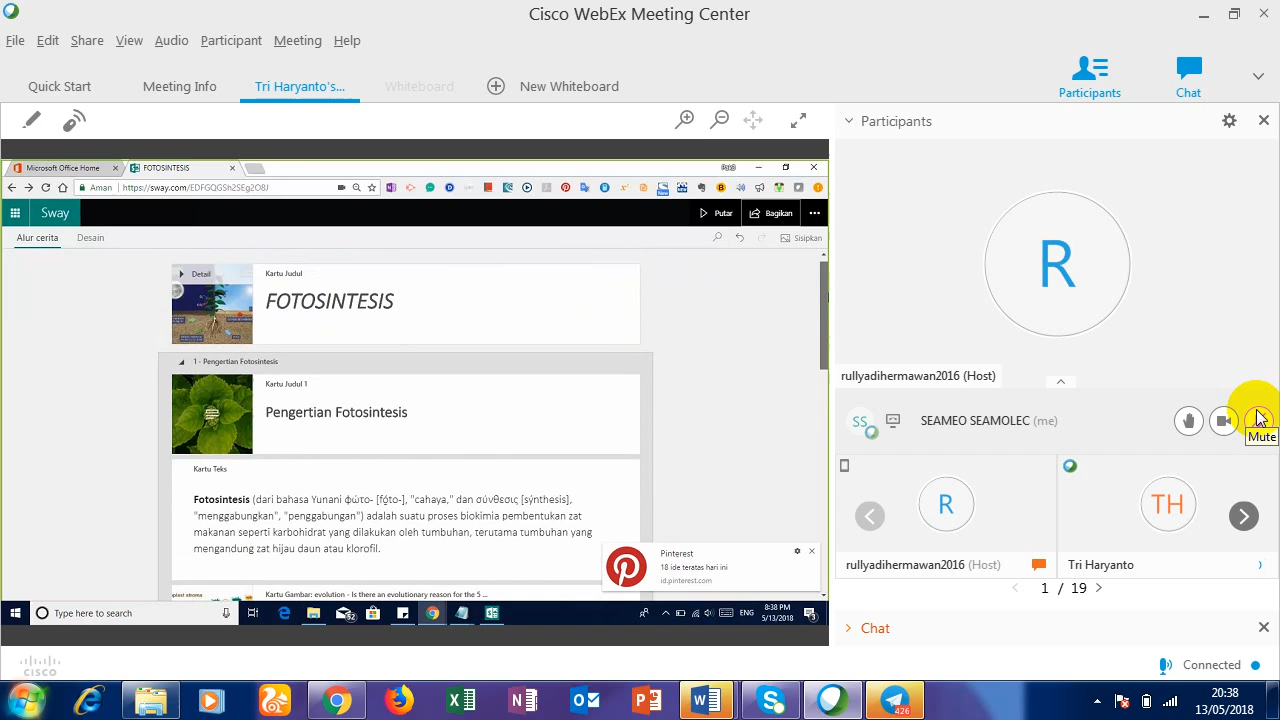 Cisco WebEx Meeting Center
File Edit Share View Audio Participant Meeting Help
Quick Start Meeting Info Tri Haryanto's... Whiteboard New Whiteboard
Participants Chat
Participants
Microsoft Office Home FOTOSINTESIS
Aman https://sway.com/EDFGQGSh2SEg2O8J
New
Sway Putar Bagikan
Alur cerita Desain Sisipkan
Detail
Kartu Judul
FOTOSINTESIS
1 - Pengertian Fotosintesis
Kartu Judul 1
Pengertian Fotosintesis
Kartu Teks
Fotosintesis (dari bahasa Yunani φώτο- [fó̱to-], "cahaya," dan σύνθεσις [sýnthesis],
"menggabungkan", "penggabungan") adalah suatu proses biokimia pembentukan zat
makanan seperti karbohidrat yang dilakukan oleh tumbuhan, terutama tumbuhan yang
mengandung zat hijau daun atau klorofil.
Kartu Gambar: evolution - Is there an evolutionary reason for the 5 ...
Pinterest
18 ide teratas hari ini
id.pinterest.com
Type here to search
52
ENG
8:38 PM
5/13/2018
3
R
rullyadihermawan2016 (Host)
SS SEAMEO SEAMOLEC (me)
Mute
R TH
rullyadihermawan2016 (Host) Tri Haryanto
1 / 19
Chat
cisco
Connected
426
20:38
13/05/2018